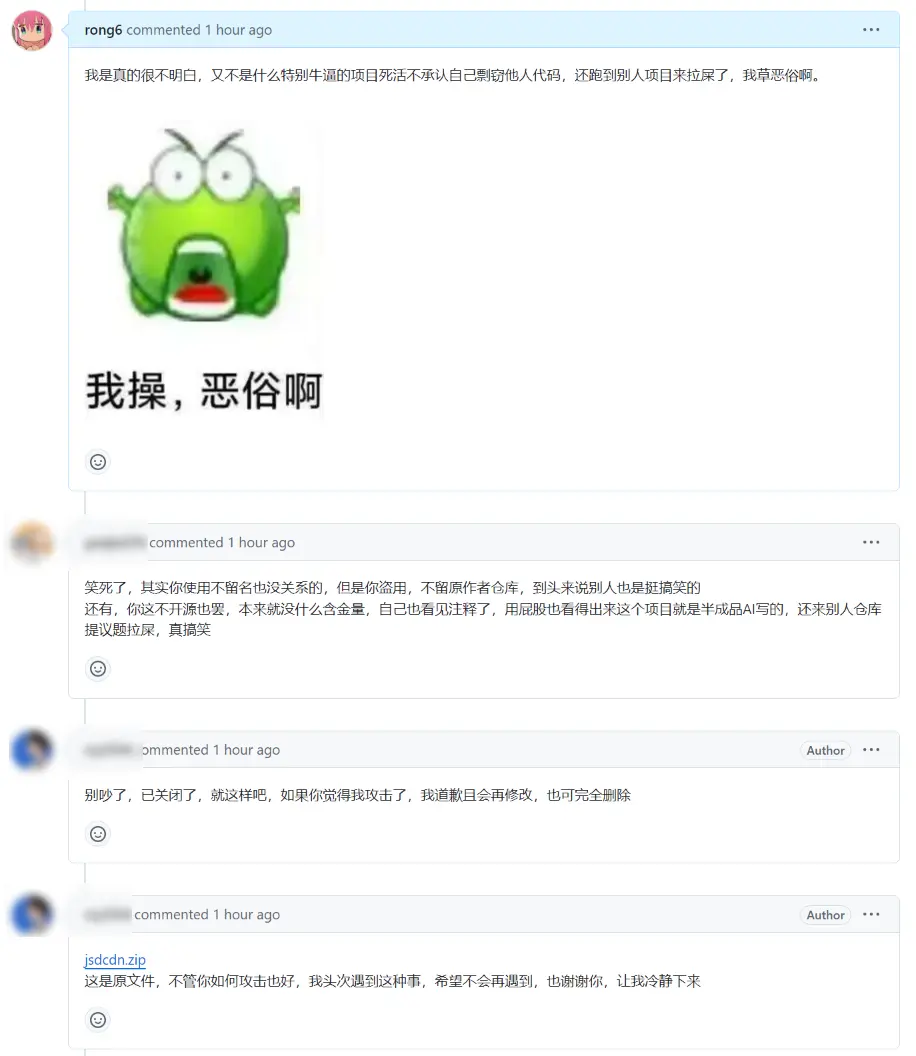 rong6 commented 1 hour ago
我是真的很不明白，又不是什么特别牛逼的项目死活不承认自己剽窃他人代码，还跑到别人项目来拉屎了，我草恶俗啊。
我操，恶俗啊
commented 1 hour ago
笑死了，其实你使用不留名也没关系的，但是你盗用，不留原作者仓库，到头来说别人也是挺搞笑的
还有，你这不开源也罢，本来就没什么含金量，自己也看见注释了，用屁股也看得出来这个项目就是半成品AI写的，还来别人仓库
提议题拉屎，真搞笑
ommented 1 hour ago Author
别吵了，已关闭了，就这样吧，如果你觉得我攻击了，我道歉且会再修改，也可完全删除
commented 1 hour ago Author
jsdcdn.zip
这是原文件，不管你如何攻击也好，我头次遇到这种事，希望不会再遇到，也谢谢你，让我冷静下来